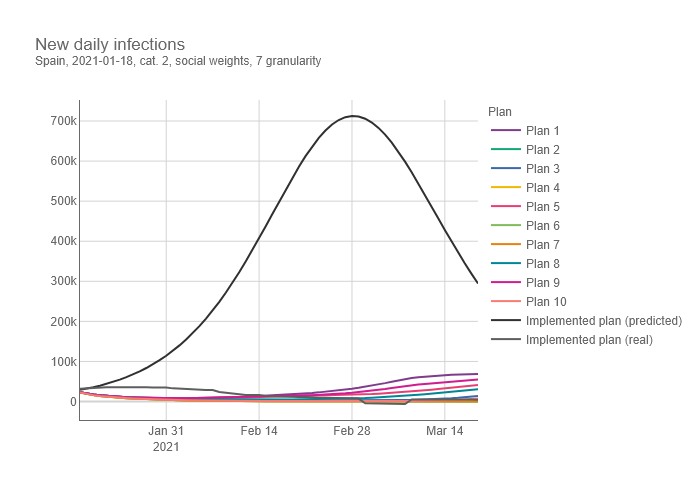 New daily infections
Spain, 2021-01-18, cat. 2, social weights, 7 granularity
Plan
700k
600k
500k
400k
300k
200k
100k
0
Jan 31
2021
Feb 14
Feb 28
Mar 14
Plan 1
Plan 2
Plan 3
Plan 4
Plan 5
Plan 6
Plan 7
Plan 8
Plan 9
Plan 10
Implemented plan (predicted)
Implemented plan (real)